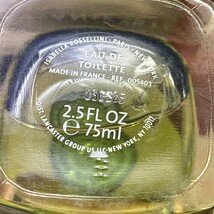 ISABELLA ROSSELLINI - PARIS - NEW YORK
EAU DE
TOILETTE
MADE IN FRANCE - REF. 005403
2.5 FL OZ
e 75ml
LANCASTER GROUP US LLC - NEW YORK, NY, 10016